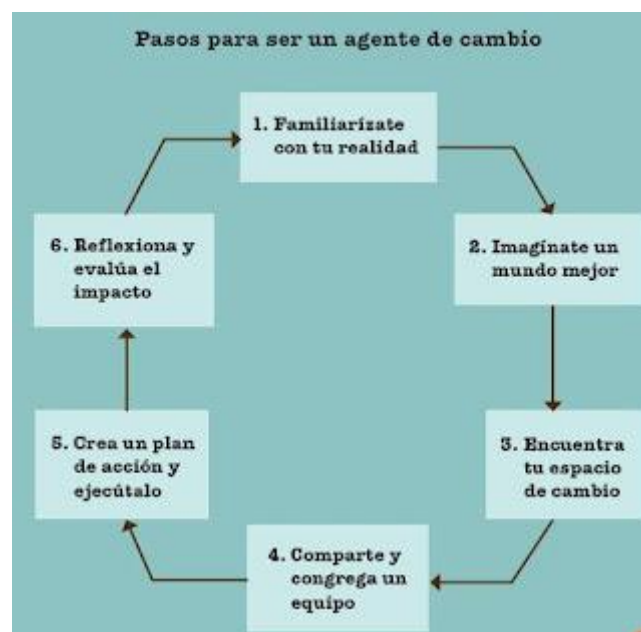 Pasos para ser un agente de cambio
1. Familiarízate
con tu realidad
2. Imagínate un
mundo mejor
3. Encuentra
tu espacio
de cambio
4. Comparte y
congrega un
equipo
5. Crea un plan
de acción y
ejecútalo
6. Reflexiona y
evalúa el
impacto